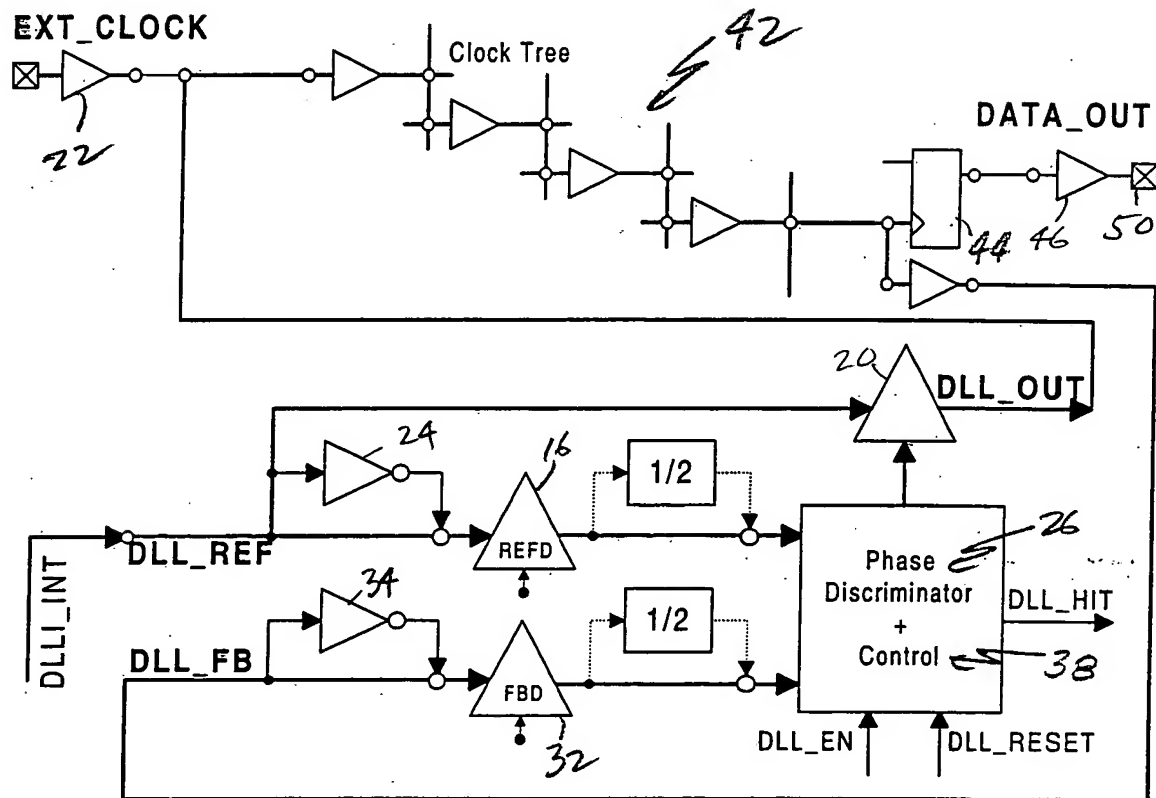 EXT_CLOCK
Clock Tree
42
22
DATA_OUT
44
46
50
20
DLL_OUT
24
16
1/2
REFD
DLL_REF
Phase
Discriminator
+
Control
26
DLL_HIT
DLLI_INT
34
1/2
DLL_FB
FBD
38
32
DLL_EN
DLL_RESET